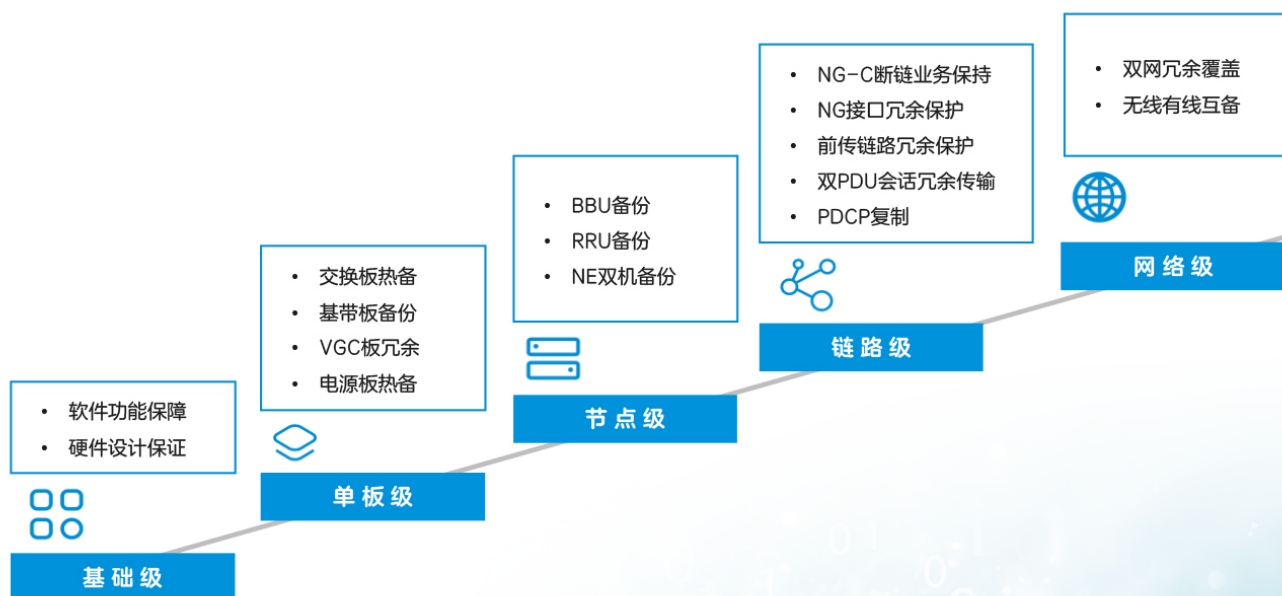 • 软件功能保障
• 硬件设计保证
基础级
• 交换板热备
• 基带板备份
• VGC板冗余
• 电源板热备
单板级
• BBU备份
• RRU备份
• NE双机备份
节点级
• NG-C断链业务保持
• NG接口冗余保护
• 前传链路冗余保护
• 双PDU会话冗余传输
• PDCP复制
链路级
• 双网冗余覆盖
• 无线有线互备
网络级